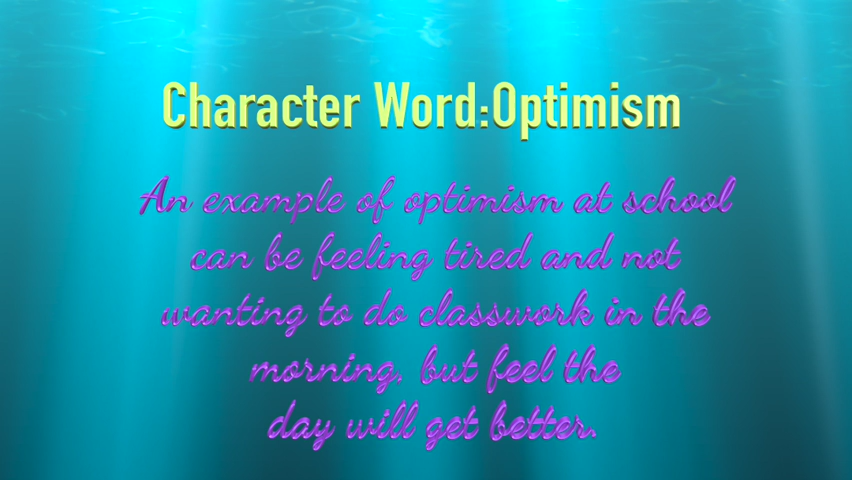 Character Word:Optimism
An example of optimism at school
can be feeling tired and not
wanting to do classwork in the
morning, but feel the
day will get better.